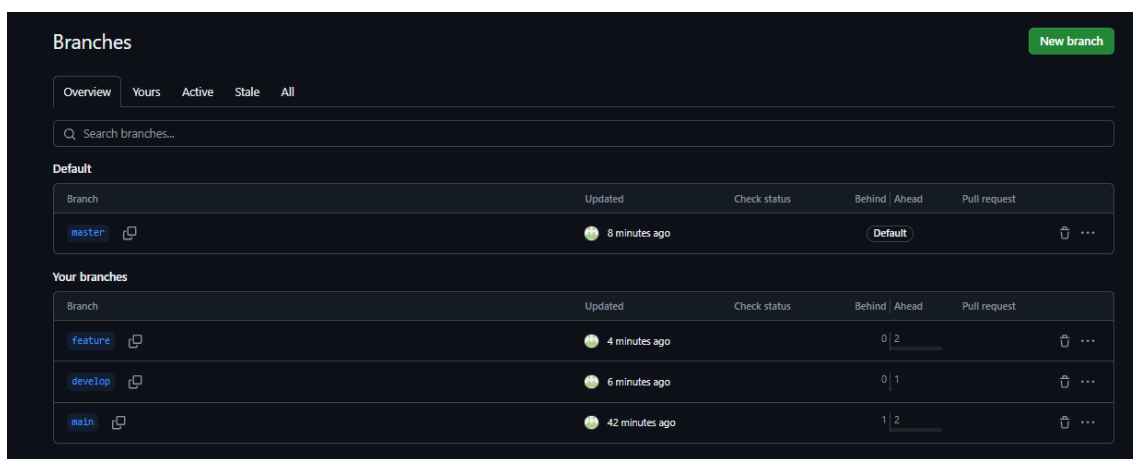 Branches
New branch
Overview Yours Active Stale All
Search branches...
Default
Branch Updated Check status Behind Ahead Pull request
master 8 minutes ago Default
Your branches
Branch Updated Check status Behind Ahead Pull request
feature 4 minutes ago 0 2
develop 6 minutes ago 0 1
main 42 minutes ago 1 2